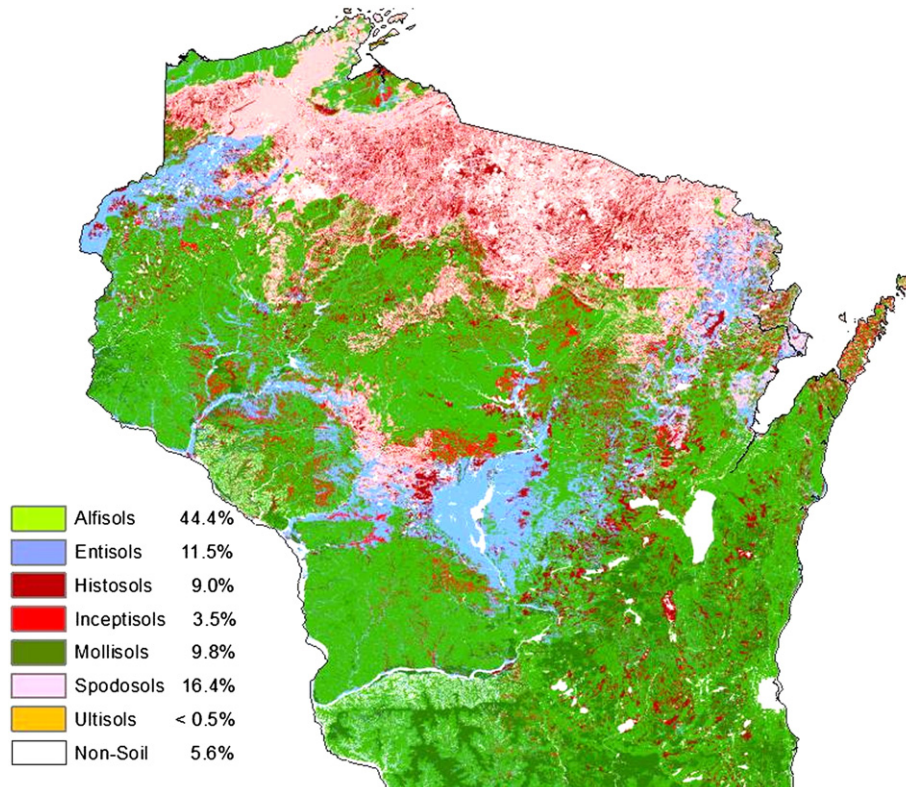 Alfisols 44.4%
Entisols 11.5%
Histosols 9.0%
Inceptisols 3.5%
Mollisols 9.8%
Spodosols 16.4%
Ultisols < 0.5%
Non-Soil 5.6%